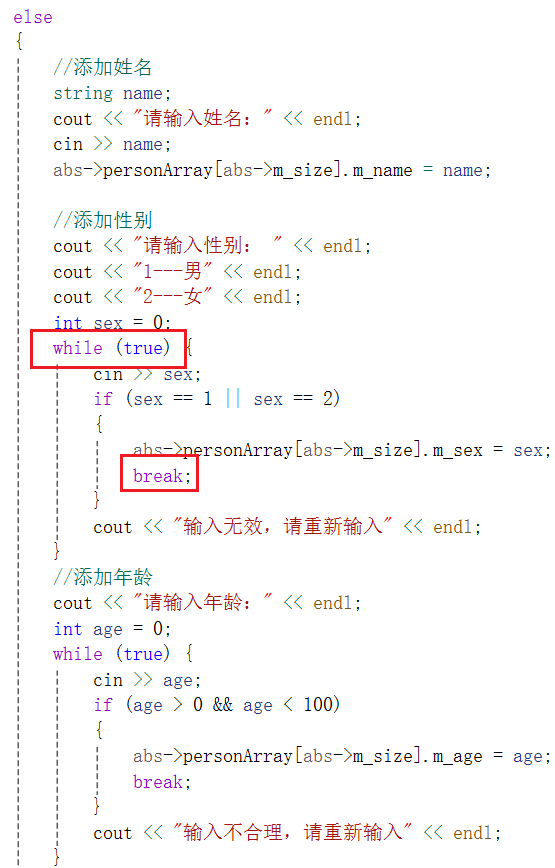 else
{
//添加姓名
string name;
cout << "请输入姓名：" << endl;
cin >> name;
abs->personArray[abs->m_size].m_name = name;
//添加性别
cout << "请输入性别： " << endl;
cout << "1---男" << endl;
cout << "2---女" << endl;
int sex = 0;
while (true) {
cin >> sex;
if (sex == 1 || sex == 2)
{
abs->personArray[abs->m_size].m_sex = sex;
break;
}
cout << "输入无效，请重新输入" << endl;
}
//添加年龄
cout << "请输入年龄：" << endl;
int age = 0;
while (true) {
cin >> age;
if (age > 0 && age < 100)
{
abs->personArray[abs->m_size].m_age = age;
break;
}
cout << "输入不合理，请重新输入" << endl;
}